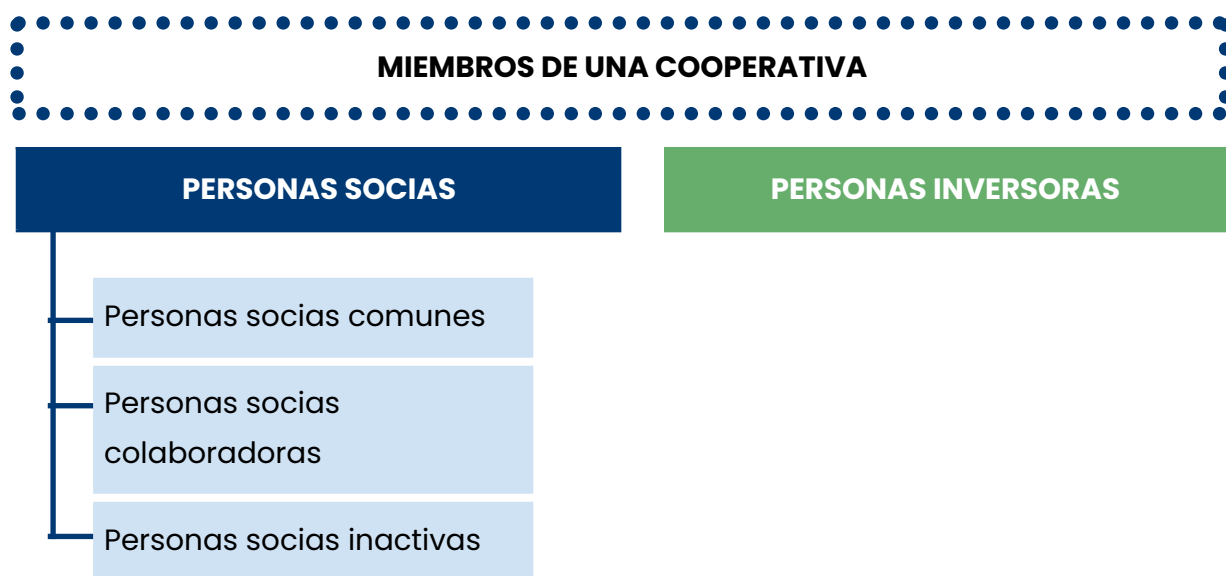 MIEMBROS DE UNA COOPERATIVA
PERSONAS SOCIAS
PERSONAS INVERSORAS
Personas socias comunes
Personas socias
colaboradoras
Personas socias inactivas